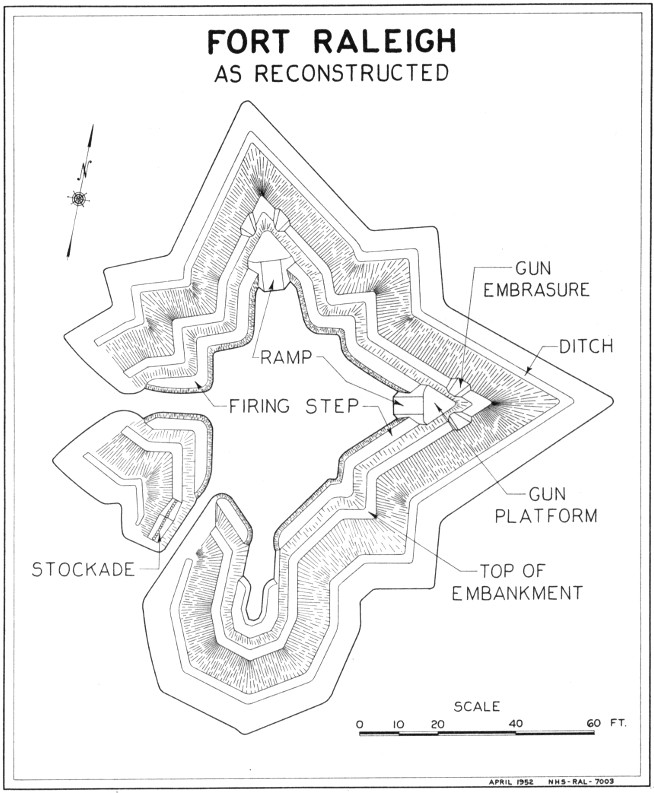 FORT RALEIGH
AS RECONSTRUCTED
N
GUN
EMBRASURE
DITCH
RAMP
FIRING STEP
GUN
PLATFORM
STOCKADE
TOP OF
EMBANKMENT
SCALE
0 10 20 40 60 FT.
APRIL 1952 NHS-RAL-7003